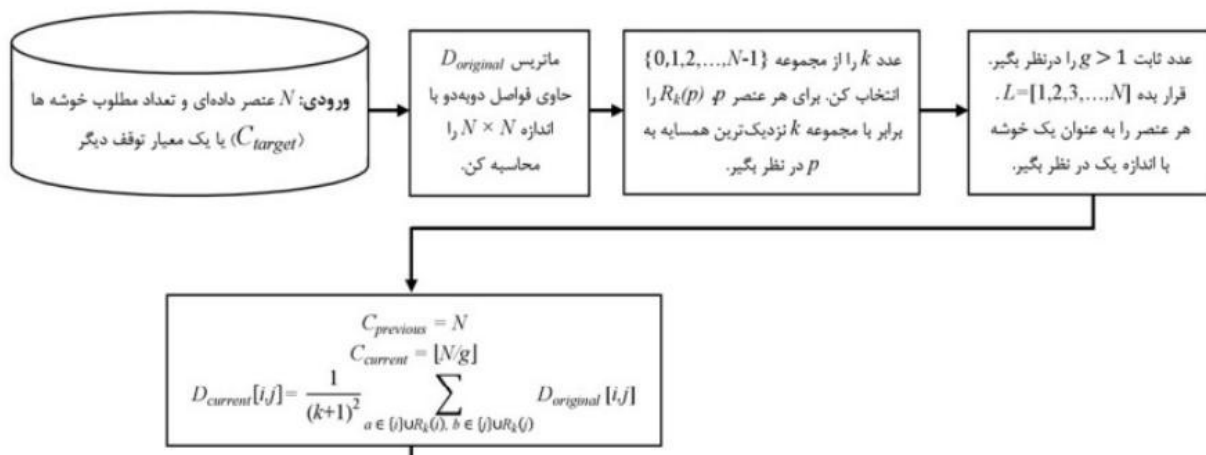 ورودی: N عنصر داده‌ای و تعداد مطلوب خوشه ها
(C_target) یا یک معیار توقف دیگر
ماتریس D_original
حاوی فواصل دوبه‌دو با
اندازه N × N را
محاسبه کن.
عدد k را از مجموعه {0,1,2,…,N-1}
انتخاب کن. برای هر عنصر p، R_k(p) را
برابر با مجموعه k نزدیک‌ترین همسایه به
p در نظر بگیر.
عدد ثابت g > 1 را درنظر بگیر.
قرار بده L=[1,2,3,…,N].
هر عنصر را به عنوان یک خوشه
با اندازه یک در نظر بگیر.
C_previous = N
C_current = ⌊N/g⌋
D_current[i,j] = 1/(k+1)^2 ∑_{a ∈ {i}∪R_k(i), b ∈ {j}∪R_k(j)} D_original [i,j]